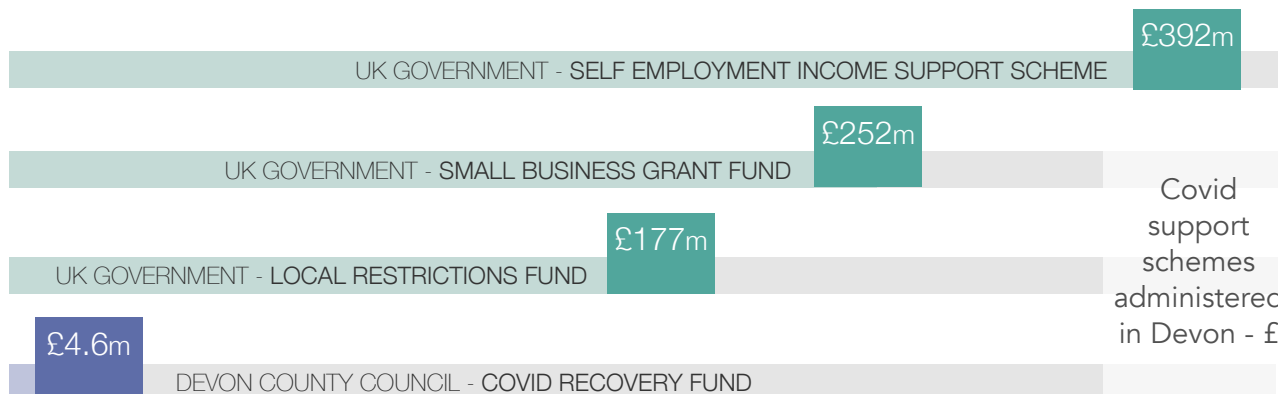 £392m
UK GOVERNMENT - SELF EMPLOYMENT INCOME SUPPORT SCHEME
£252m
UK GOVERNMENT - SMALL BUSINESS GRANT FUND
Covid
support
schemes
administered
in Devon - £
£177m
UK GOVERNMENT - LOCAL RESTRICTIONS FUND
£4.6m
DEVON COUNTY COUNCIL - COVID RECOVERY FUND